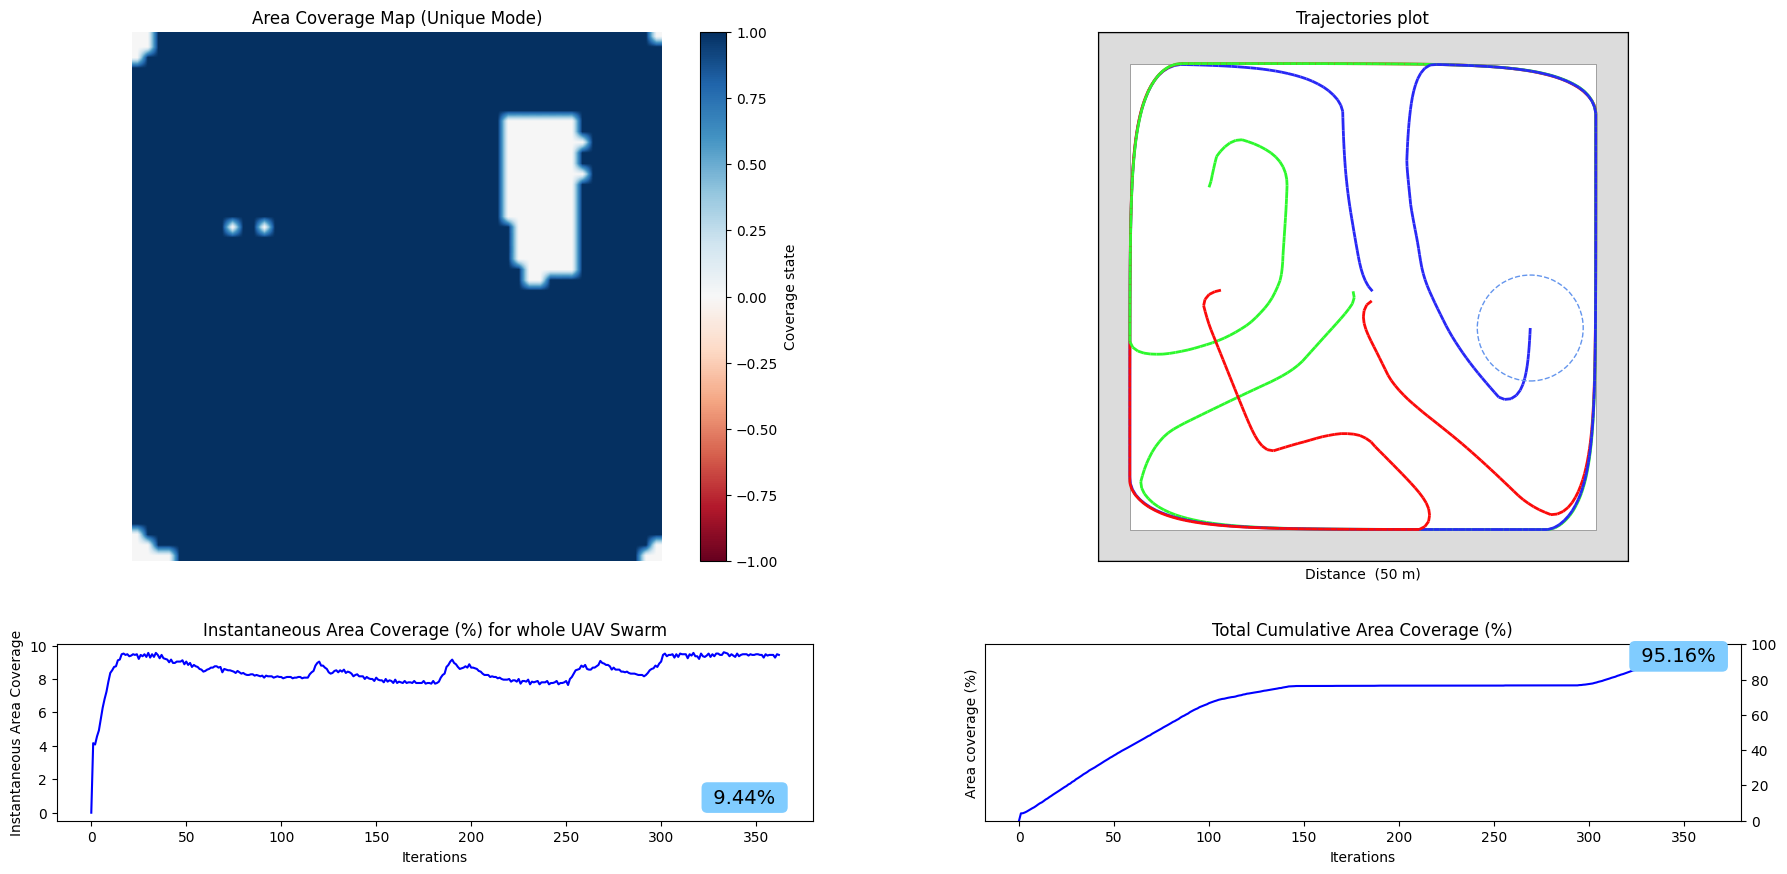 Area Coverage Map (Unique Mode)
1.00
0.75
0.50
0.25
0.00
−0.25
−0.50
−0.75
−1.00
Coverage state
Trajectories plot
Distance  (50 m)
Instantaneous Area Coverage (%) for whole UAV Swarm
Instantaneous Area Coverage
10
8
6
4
2
0
9.44%
0 50 100 150 200 250 300 350
Iterations
Total Cumulative Area Coverage (%)
Area coverage (%)
95.16%
100
80
60
40
20
0
0 50 100 150 200 250 300 350
Iterations